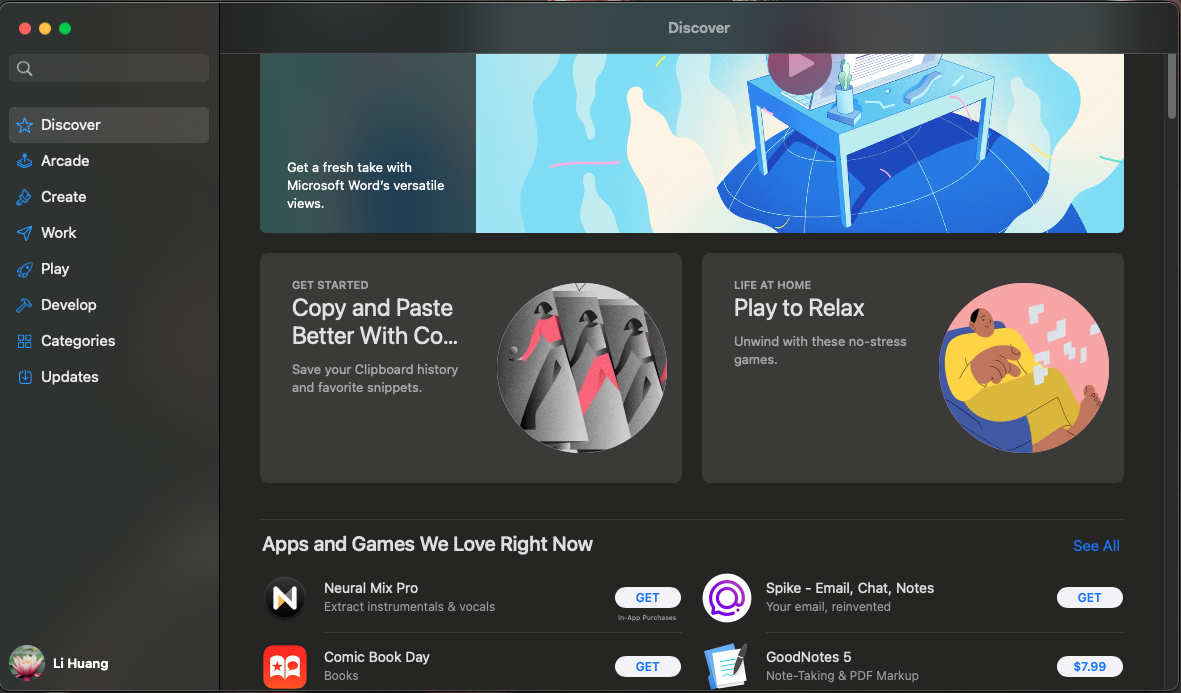 Discover
Discover
Arcade
Create
Work
Play
Develop
Categories
Updates
Li Huang
Get a fresh take with
Microsoft Word's versatile
views.
GET STARTED
Copy and Paste
Better With Co...
Save your Clipboard history
and favorite snippets.
LIFE AT HOME
Play to Relax
Unwind with these no-stress
games.
Apps and Games We Love Right Now
See All
Neural Mix Pro
Extract instrumentals & vocals
GET
In-App Purchases
Spike - Email, Chat, Notes
Your email, reinvented
GET
Comic Book Day
Books
GET
GoodNotes 5
Note-Taking & PDF Markup
$7.99